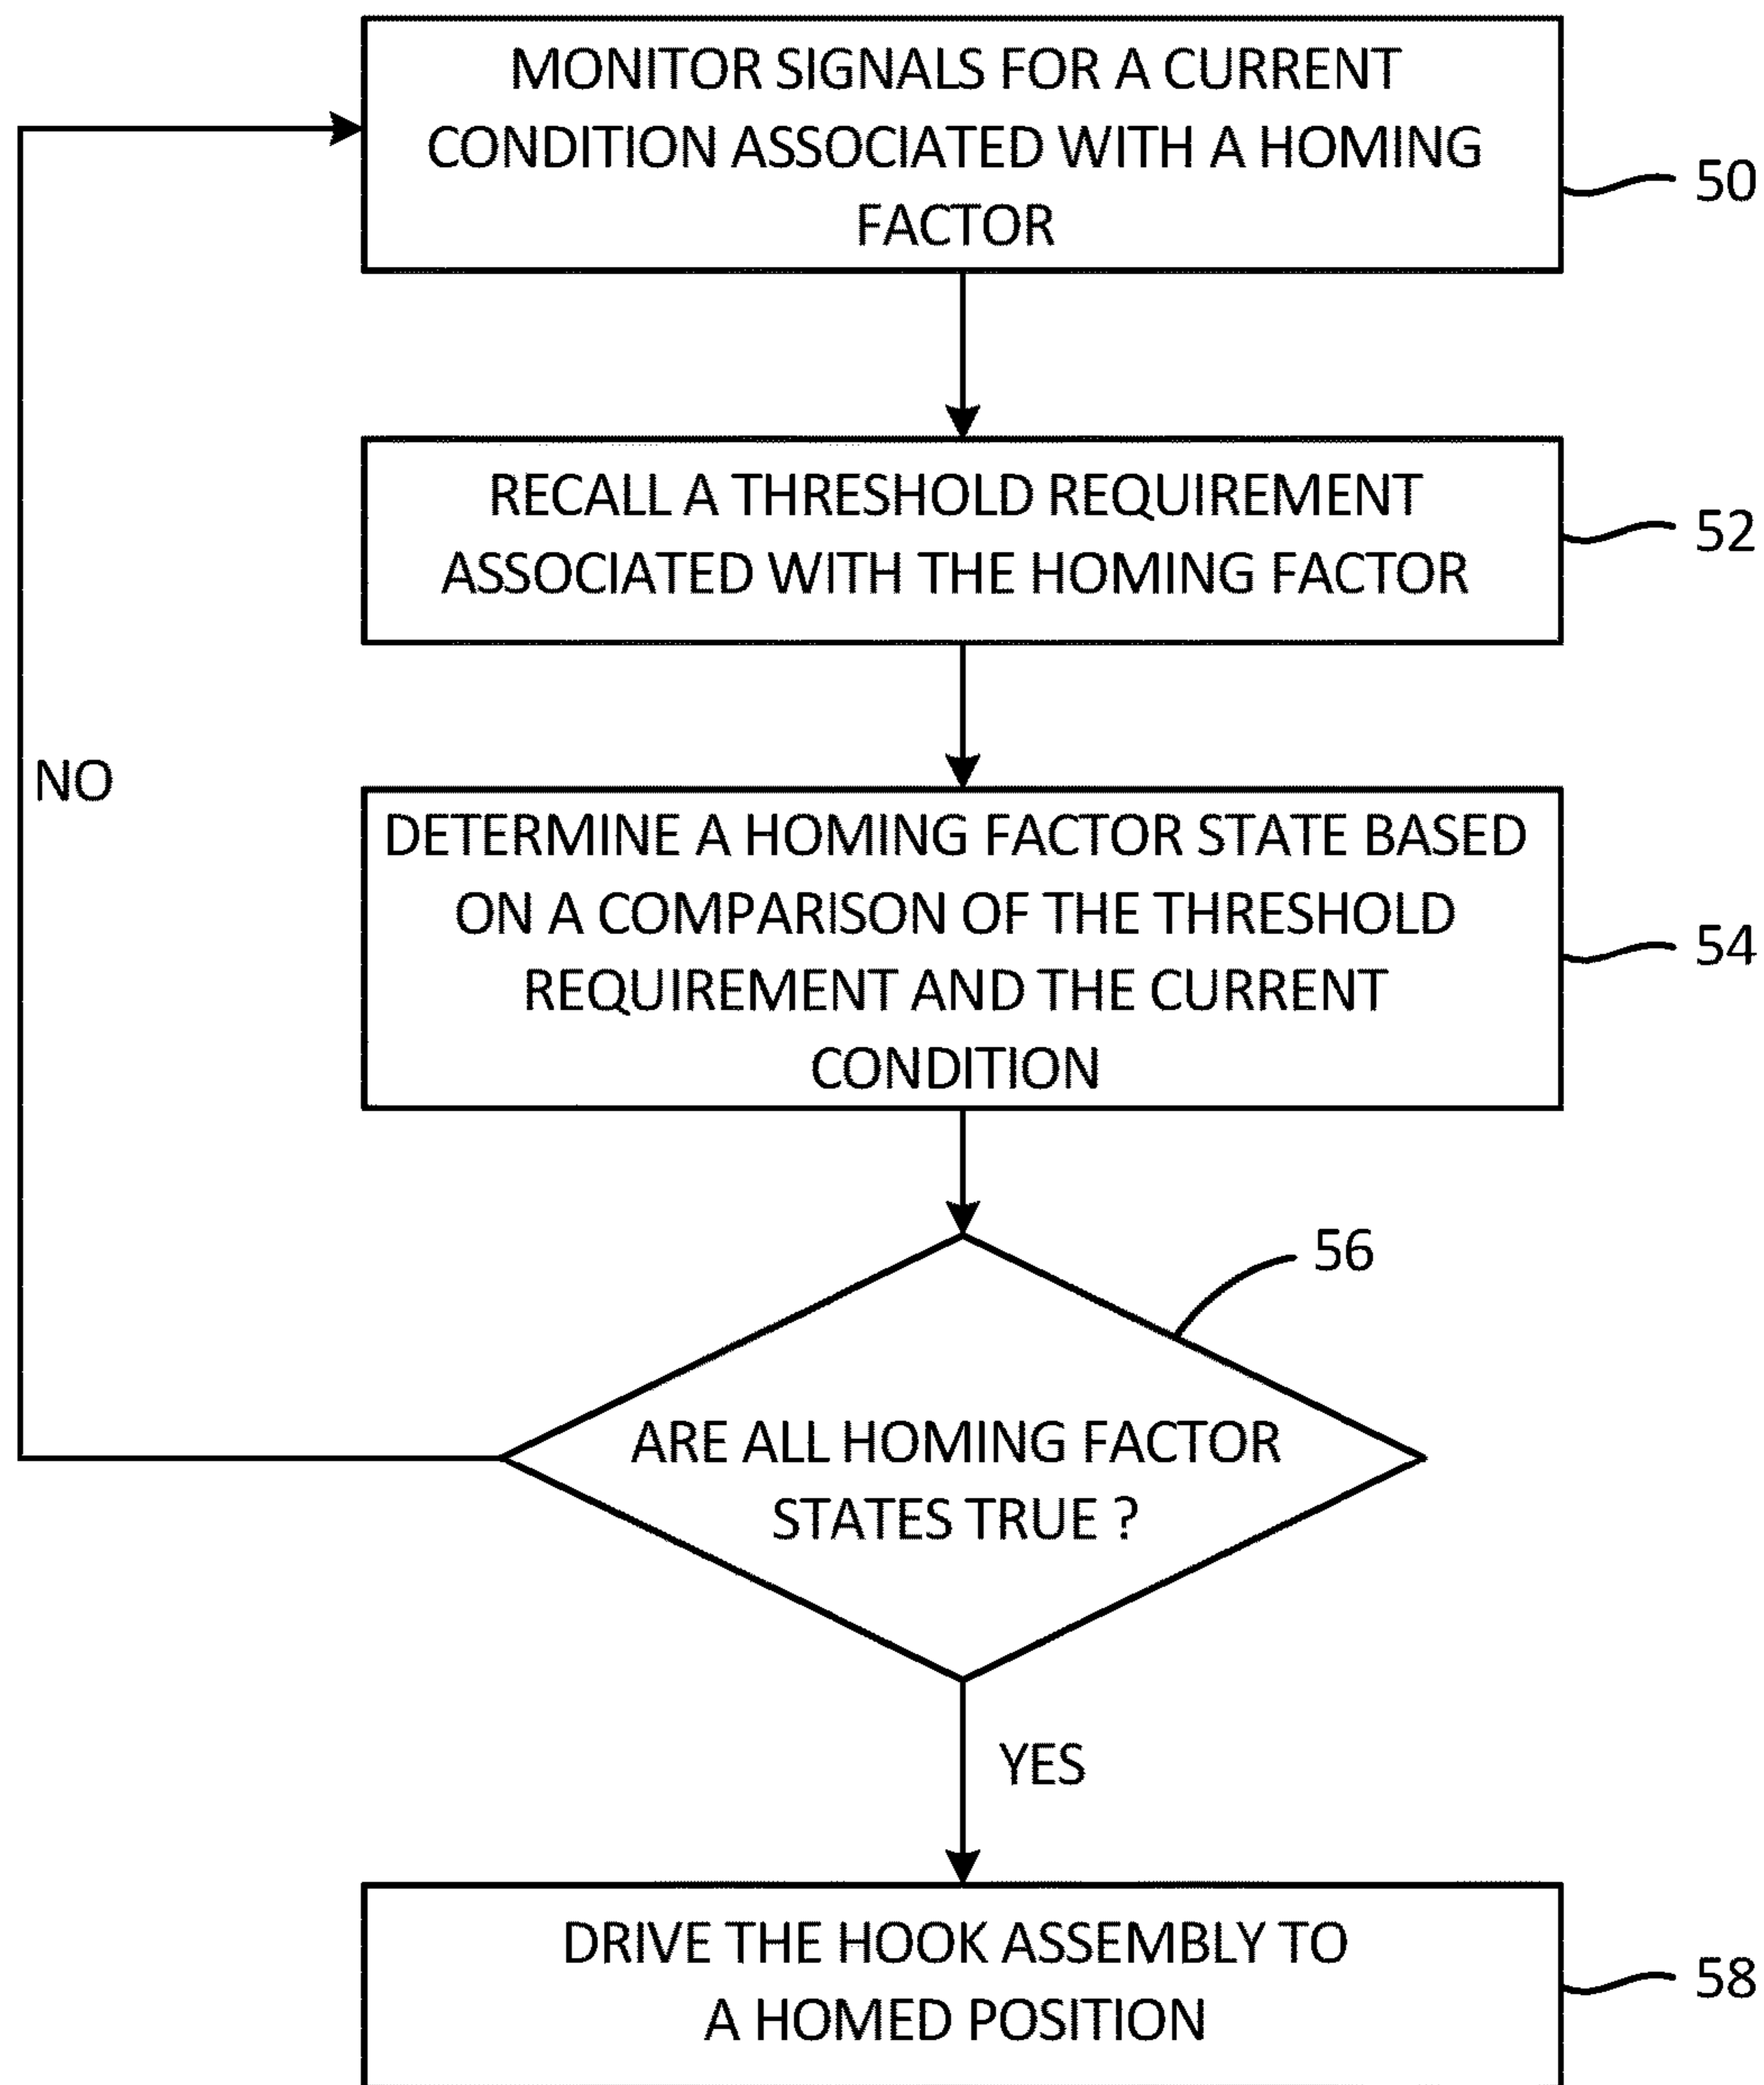 MONITOR SIGNALS FOR A CURRENT
CONDITION ASSOCIATED WITH A HOMING
FACTOR
50
RECALL A THRESHOLD REQUIREMENT
ASSOCIATED WITH THE HOMING FACTOR
52
NO
DETERMINE A HOMING FACTOR STATE BASED
ON A COMPARISON OF THE THRESHOLD
REQUIREMENT AND THE CURRENT
CONDITION
54
56
ARE ALL HOMING FACTOR
STATES TRUE ?
YES
DRIVE THE HOOK ASSEMBLY TO
A HOMED POSITION
58